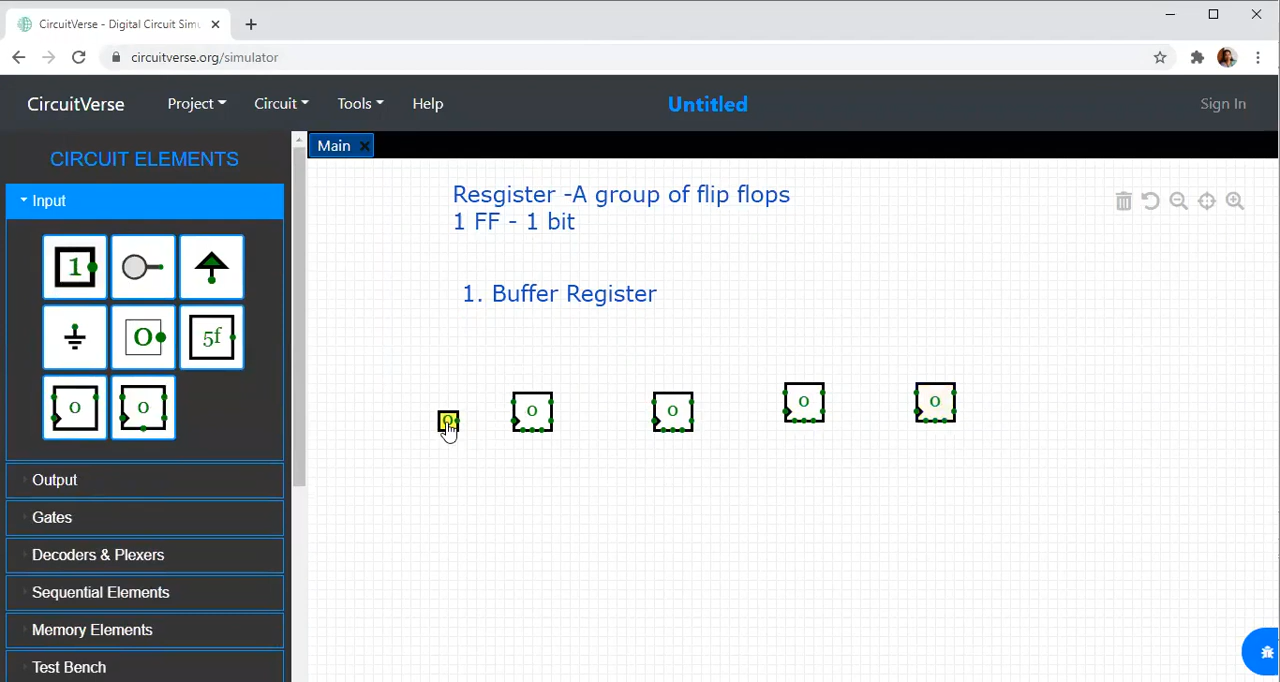 CircuitVerse - Digital Circuit Simu
circuitverse.org/simulator
CircuitVerse
Project
Circuit
Tools
Help
Untitled
Sign In
Main
CIRCUIT ELEMENTS
Input
1
0
5f
0
0
Output
Gates
Decoders & Plexers
Sequential Elements
Memory Elements
Test Bench
Resgister -A group of flip flops
1 FF - 1 bit
1. Buffer Register
0
0
0
0
0